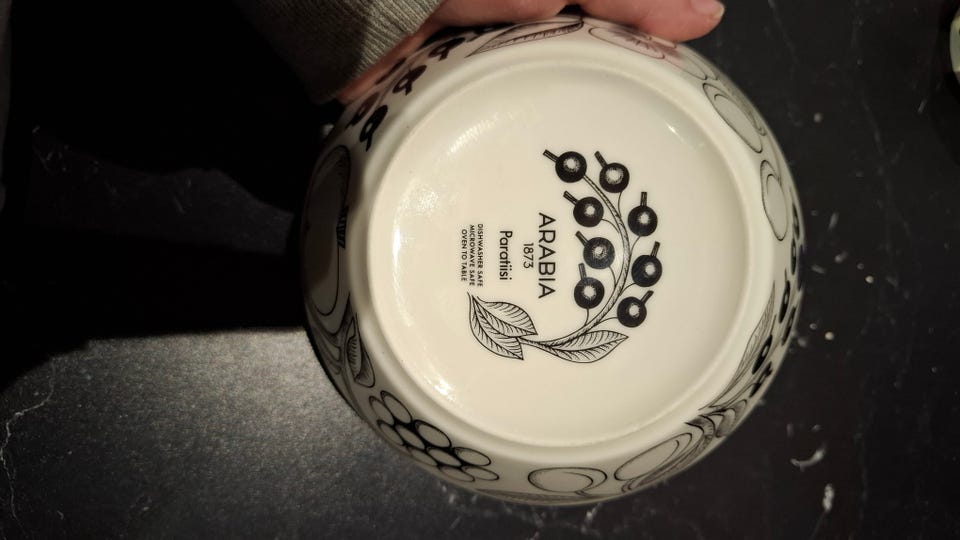 ARABIA
1873
Paratiisi
DISHWASHER SAFE
MICROWAVE SAFE
OVEN TO TABLE